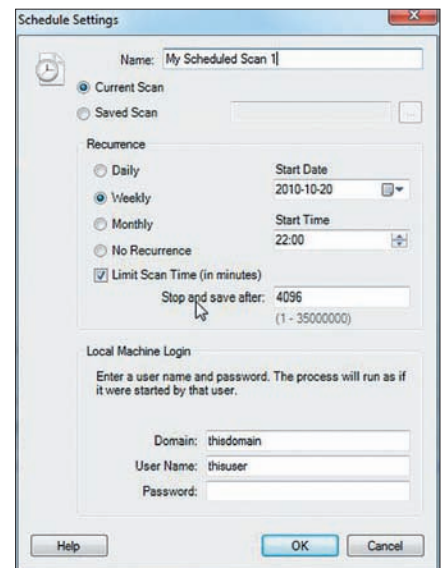 Schedule Settings
Name: My Scheduled Scan 1
Current Scan
Saved Scan
...
Recurrence
Daily
Weekly
Monthly
No Recurrence
Start Date
2010-10-20
Start Time
22:00
Limit Scan Time (in minutes)
Stop and save after: 4096
(1 - 35000000)
Local Machine Login
Enter a user name and password. The process will run as if
it were started by that user.
Domain: thisdomain
User Name: thisuser
Password:
Help
OK
Cancel